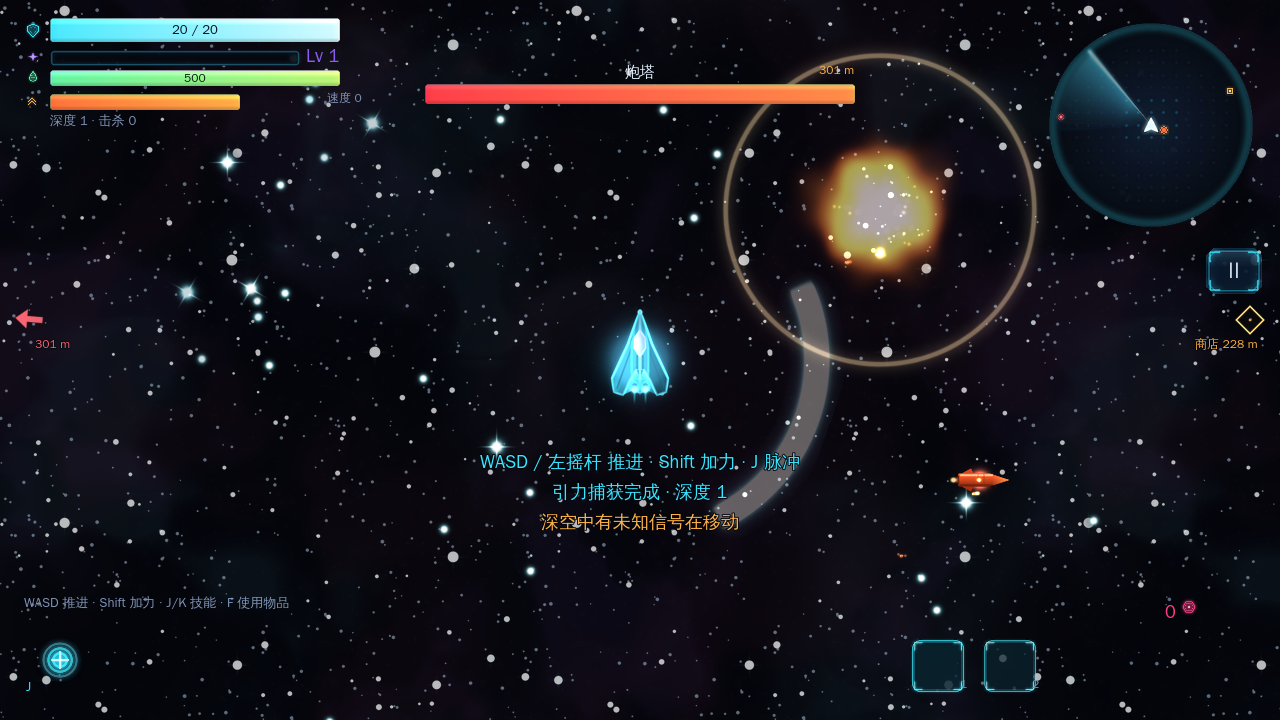 20 / 20
Lv 1
500
速度 0
深度 1 · 击杀 0
炮塔
301 m
301 m
商店 228 m
WASD / 左摇杆 推进 · Shift 加力 · J 脉冲
引力捕获完成 · 深度 1
深空中有未知信号在移动
WASD 推进 · Shift 加力 · J/K 技能 · F 使用物品
0
J